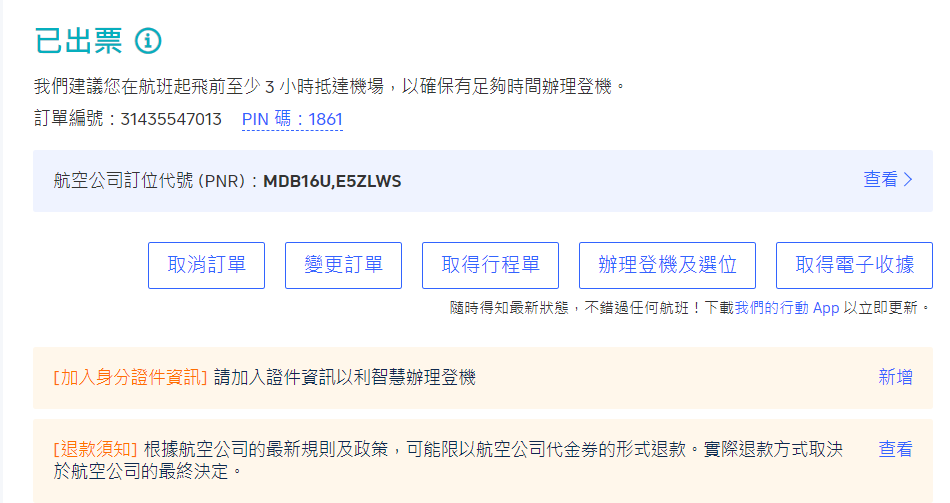 已出票
我們建議您在航班起飛前至少 3 小時抵達機場，以確保有足夠時間辦理登機。
訂單編號：31435547013 PIN 碼：1861
航空公司訂位代號 (PNR)：MDB16U,E5ZLWS 查看
取消訂單 變更訂單 取得行程單 辦理登機及選位 取得電子收據
隨時得知最新狀態，不錯過任何航班！下載我們的行動 App 以立即更新。
[加入身分證件資訊] 請加入證件資訊以利智慧辦理登機 新增
[退款須知] 根據航空公司的最新規則及政策，可能限以航空公司代金券的形式退款。實際退款方式取決 查看
於航空公司的最終決定。